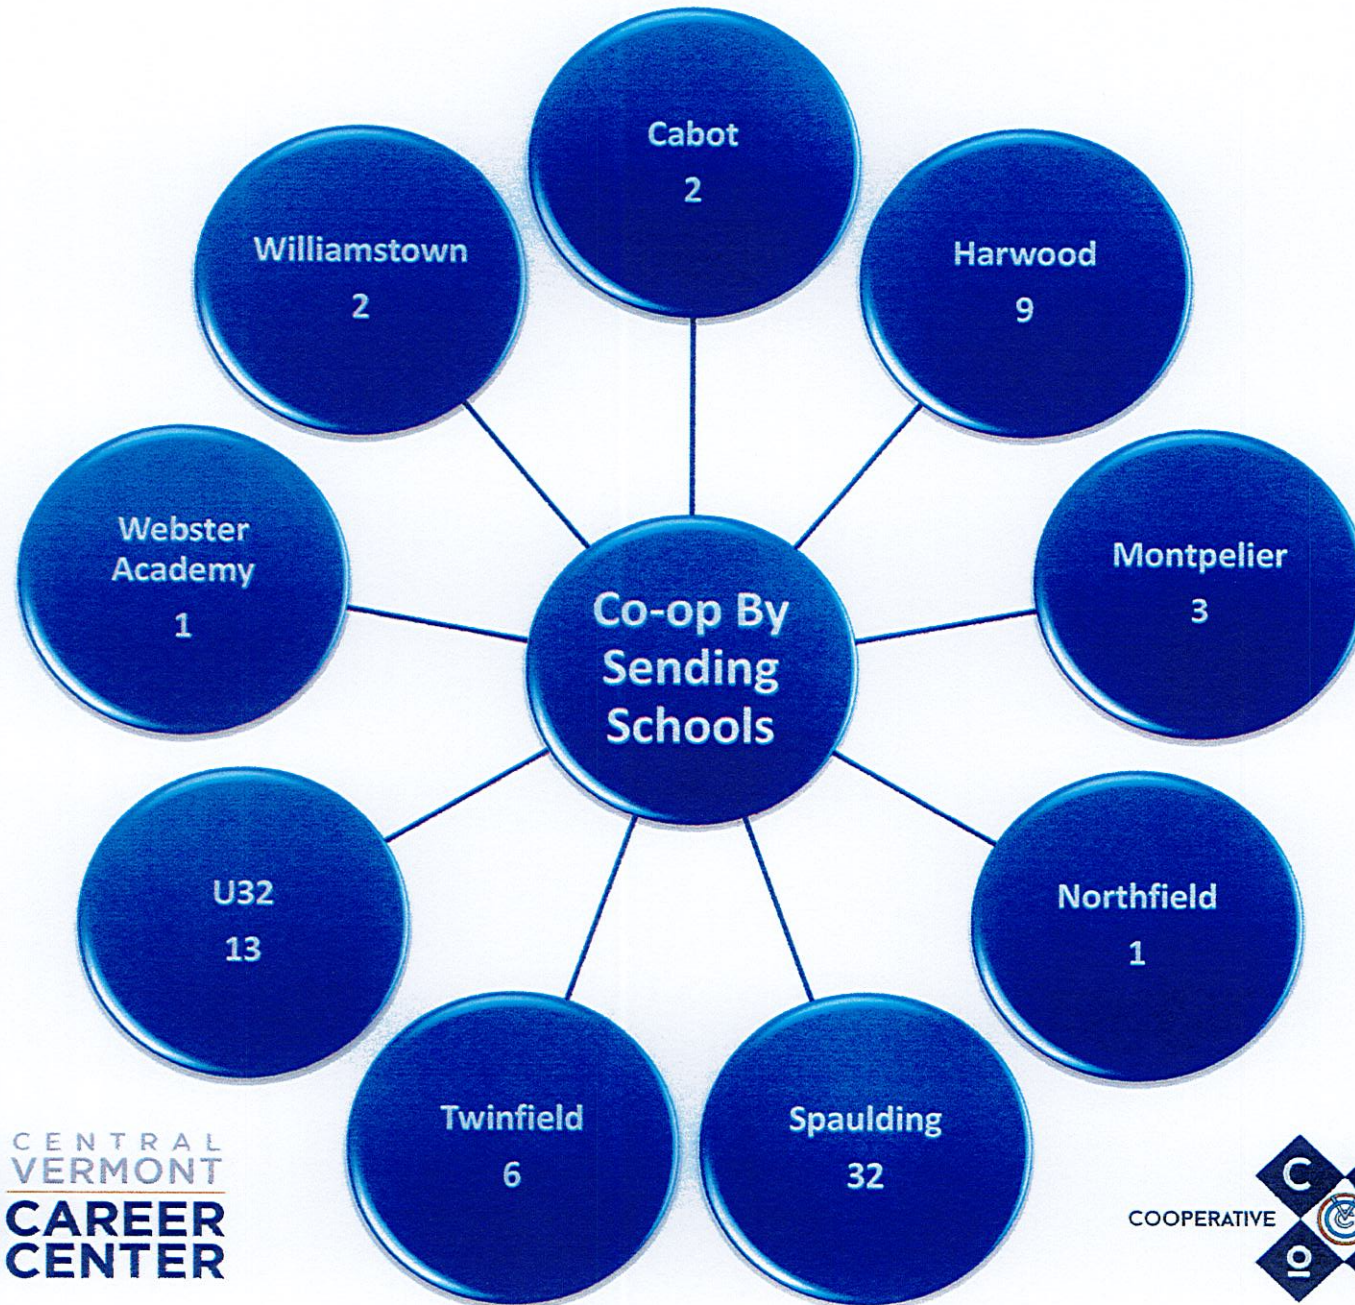 Cabot
2
Harwood
9
Montpelier
3
Northfield
1
Spaulding
32
Twinfield
6
U32
13
Webster
Academy
1
Williamstown
2
Co-op By
Sending
Schools
CENTRAL
VERMONT
CAREER
CENTER
COOPERATIVE
C
O